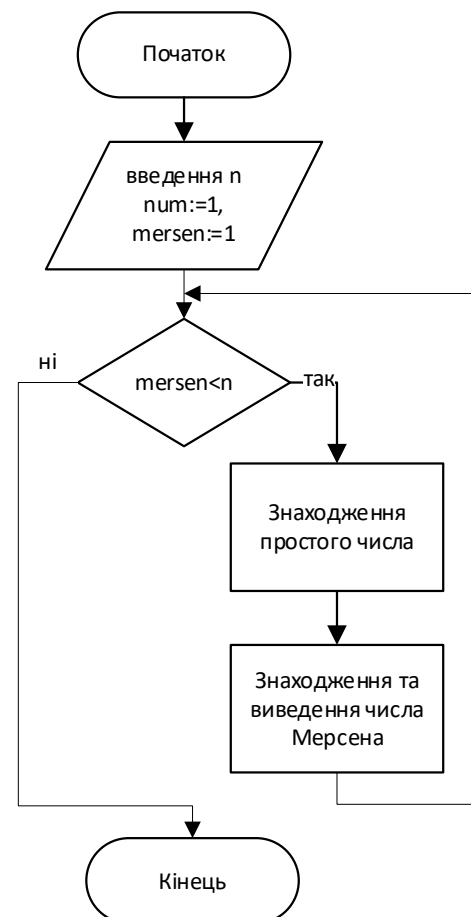 Початок
введення n
num:=1,
mersen:=1
ні
mersen<n
так
Знаходження
простого числа
Знаходження та
виведення числа
Мерсена
Кінець